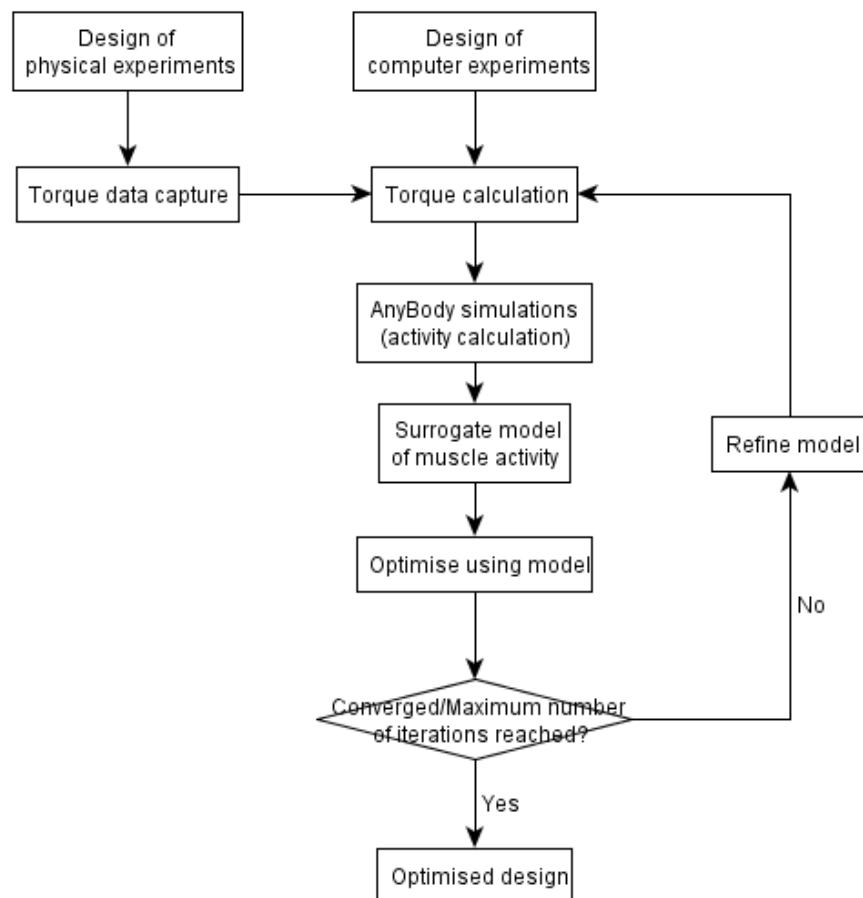 Design of
physical experiments
Design of
computer experiments
Torque data capture
Torque calculation
AnyBody simulations
(activity calculation)
Surrogate model
of muscle activity
Refine model
Optimise using model
No
Converged/Maximum number
of iterations reached?
Yes
Optimised design